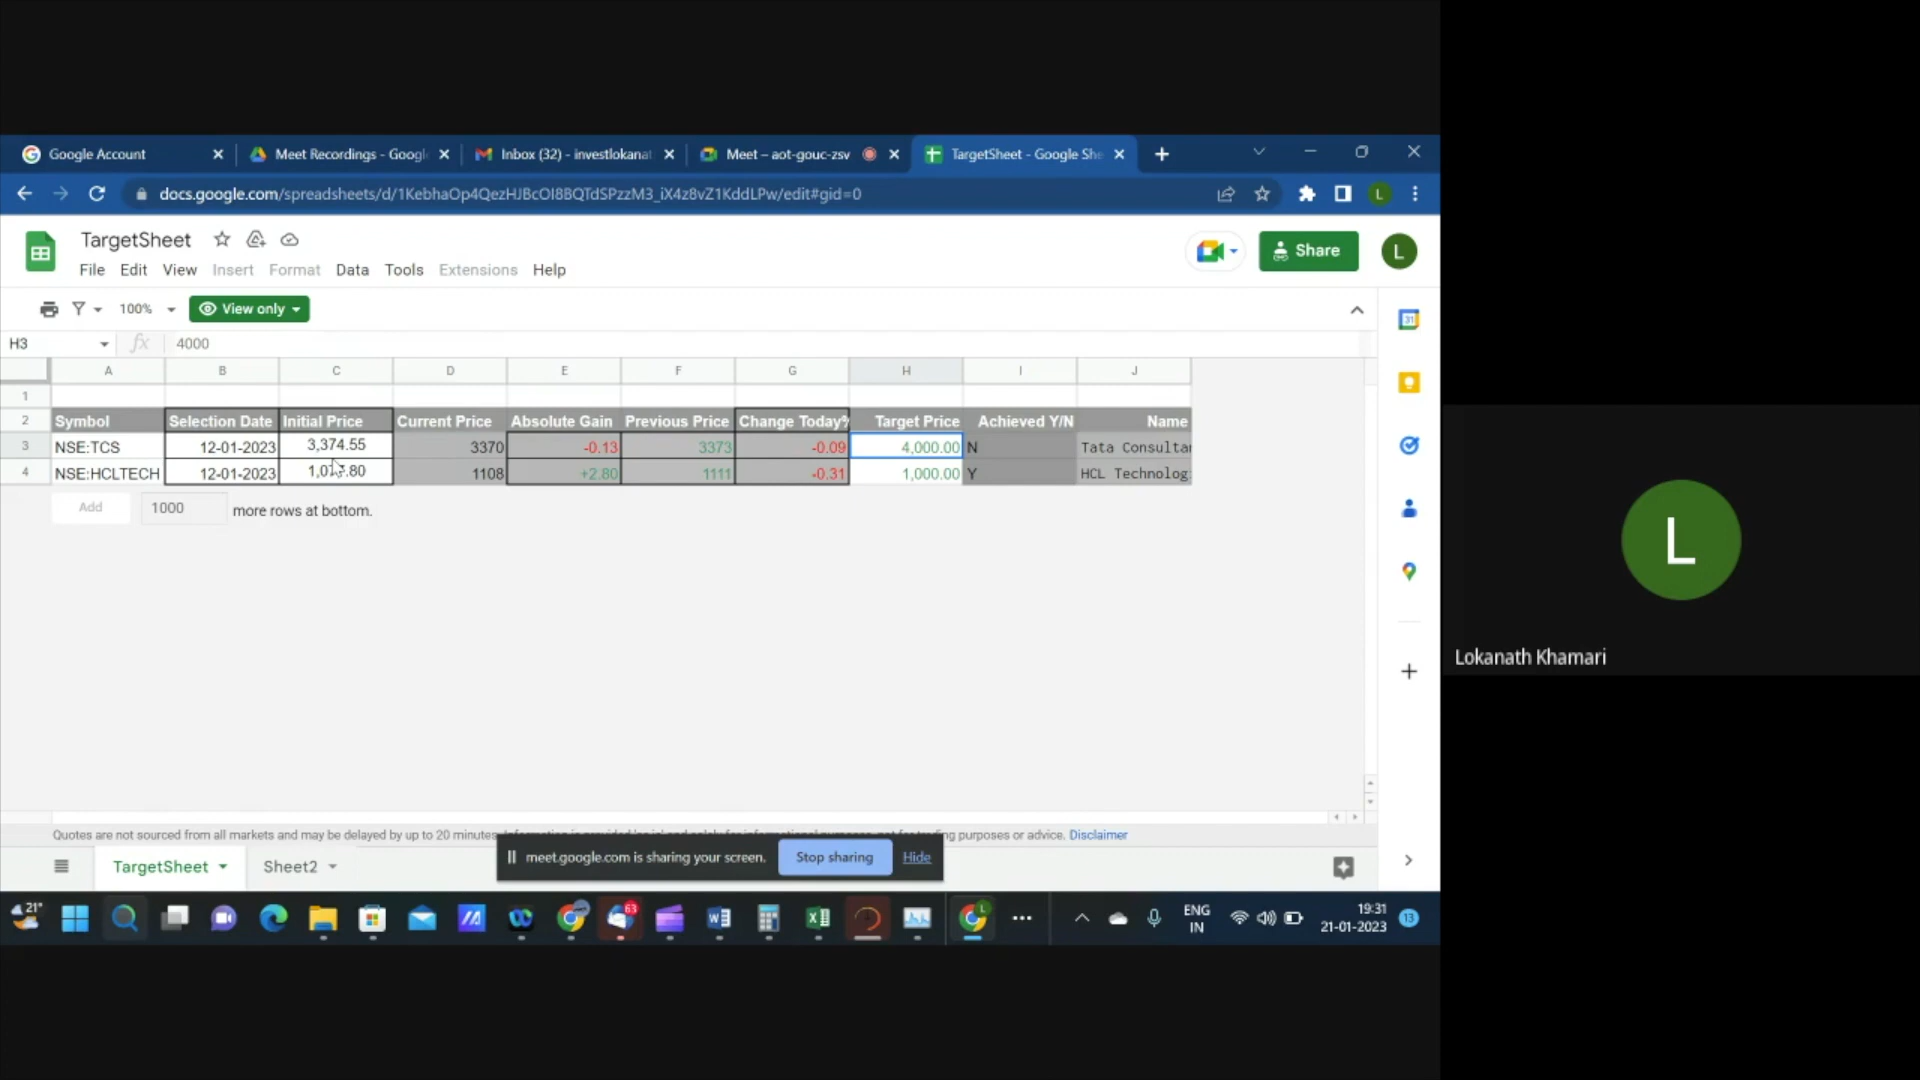 Google Account
Meet Recordings - Googl
Inbox (32) - investlokanat
Meet – aot-gouc-zsv
TargetSheet - Google She
docs.google.com/spreadsheets/d/1KebhaOp4QezHJBcOI8BQTdSPzzM3_iX4z8vZ1KddLPw/edit#gid=0
TargetSheet
File Edit View Insert Format Data Tools Extensions Help
Share
L
100%
View only
H3
fx
4000
A B C D E F G H I J
1
2 Symbol Selection Date Initial Price Current Price Absolute Gain Previous Price Change Today% Target Price Achieved Y/N Name
3 NSE:TCS 12-01-2023 3,374.55 3370 -0.13 3373 -0.09 4,000.00 N Tata Consultan
4 NSE:HCLTECH 12-01-2023 1108 +2.80 1111 -0.31 1,000.00 Y HCL Technolog
Add 1000 more rows at bottom.
Quotes are not sourced from all markets and may be delayed by up to 20 minutes. trading purposes or advice. Disclaimer
meet.google.com is sharing your screen. Stop sharing Hide
TargetSheet Sheet2
21°
63
ENG
IN
19:31
21-01-2023
13
L
Lokanath Khamari